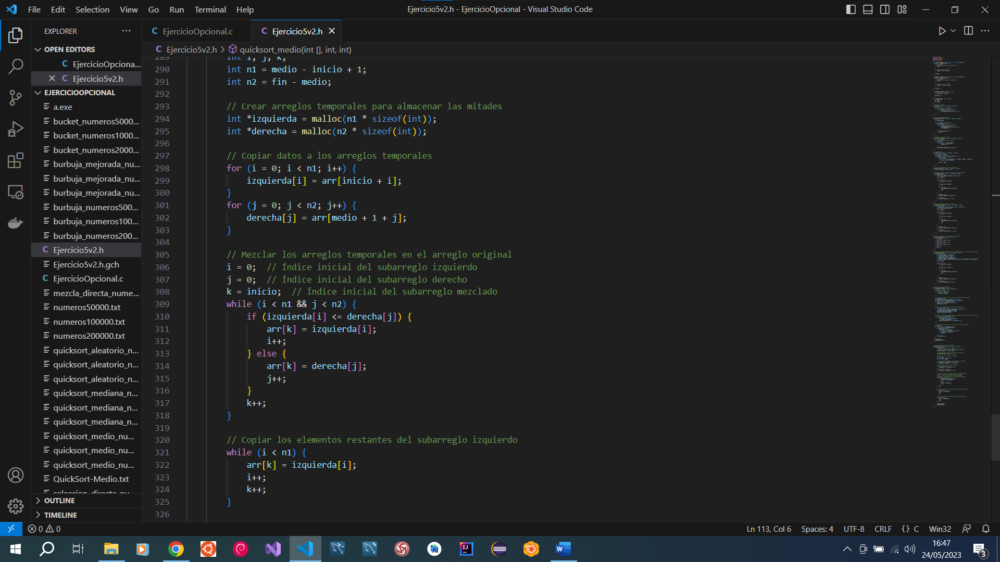 File Edit Selection View Go Run Terminal Help
Ejercicio5v2.h - EjercicioOpcional - Visual Studio Code
EXPLORER
OPEN EDITORS
C EjercicioOpciona...
C Ejercicio5v2.h
EJERCICIOOPCIONAL
a.exe
bucket_numeros5000...
bucket_numeros1000...
bucket_numeros2000...
burbuja_mejorada_nu...
burbuja_mejorada_nu...
burbuja_mejorada_nu...
burbuja_numeros500...
burbuja_numeros100...
burbuja_numeros200...
C Ejercicio5v2.h
Ejercicio5v2.h.gch
C EjercicioOpcional.c
mezcla_directa_nume...
numeros50000.txt
numeros100000.txt
numeros200000.txt
quicksort_aleatorio_n...
quicksort_aleatorio_n...
quicksort_aleatorio_n...
quicksort_mediana_n...
quicksort_mediana_n...
quicksort_mediana_n...
quicksort_medio_nu...
quicksort_medio_nu...
quicksort_medio_nu...
QuickSort-Medio.txt
seleccion_directa_nu...
OUTLINE
TIMELINE
C EjercicioOpcional.c
C Ejercicio5v2.h
C Ejercicio5v2.h > quicksort_medio(int [], int, int)
289 int i, j, k;
290 int n1 = medio - inicio + 1;
291 int n2 = fin - medio;
292
293 // Crear arreglos temporales para almacenar las mitades
294 int *izquierda = malloc(n1 * sizeof(int));
295 int *derecha = malloc(n2 * sizeof(int));
296
297 // Copiar datos a los arreglos temporales
298 for (i = 0; i < n1; i++) {
299 izquierda[i] = arr[inicio + i];
300 }
301 for (j = 0; j < n2; j++) {
302 derecha[j] = arr[medio + 1 + j];
303 }
304
305 // Mezclar los arreglos temporales en el arreglo original
306 i = 0; // Índice inicial del subarreglo izquierdo
307 j = 0; // Índice inicial del subarreglo derecho
308 k = inicio; // Índice inicial del subarreglo mezclado
309 while (i < n1 && j < n2) {
310 if (izquierda[i] <= derecha[j]) {
311 arr[k] = izquierda[i];
312 i++;
313 } else {
314 arr[k] = derecha[j];
315 j++;
316 }
317 k++;
318 }
319
320 // Copiar los elementos restantes del subarreglo izquierdo
321 while (i < n1) {
322 arr[k] = izquierda[i];
323 i++;
324 k++;
325 }
326
0 0
Ln 113, Col 6 Spaces: 4 UTF-8 CRLF {} C Win32
16:47
24/05/2023
3